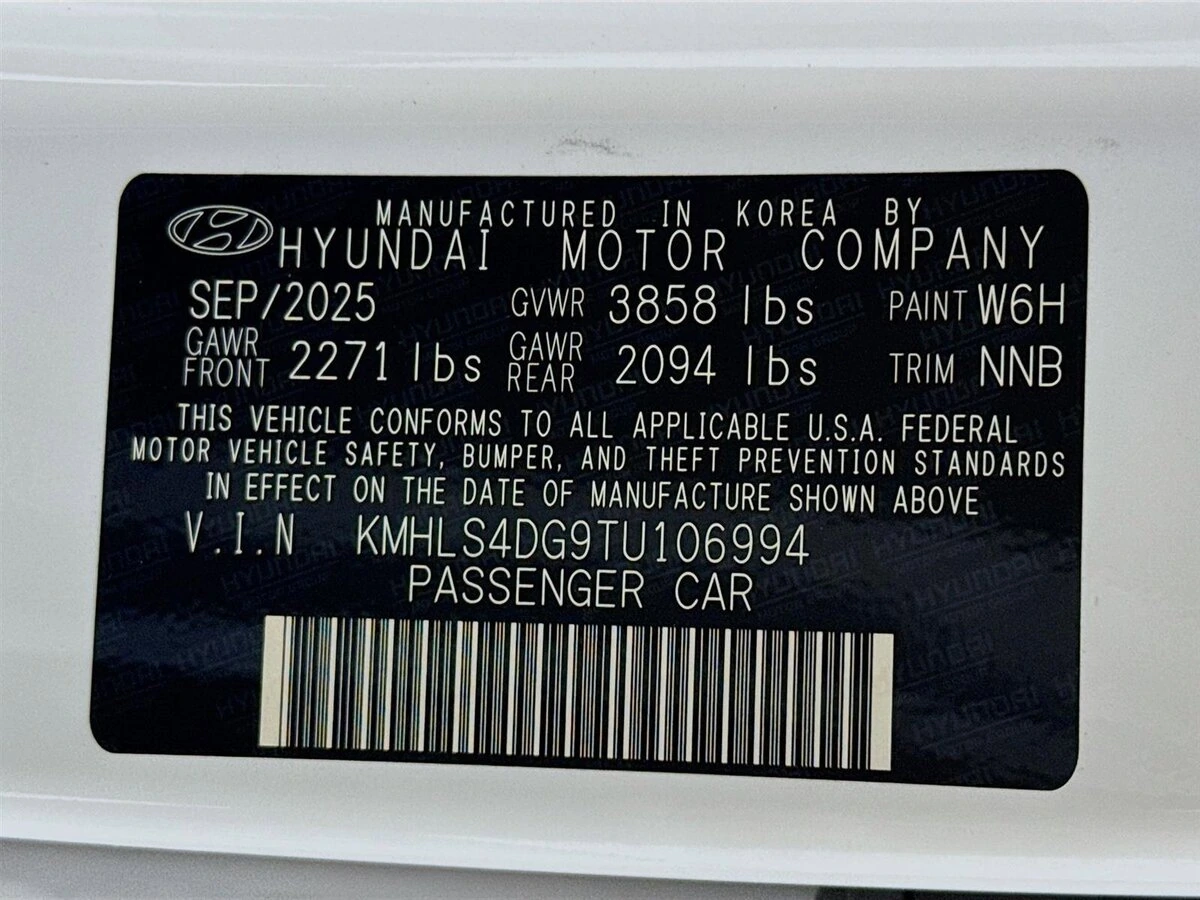 MANUFACTURED IN KOREA BY
HYUNDAI MOTOR COMPANY
SEP/2025 GVWR 3858 lbs PAINT W6H
GAWR FRONT 2271 lbs GAWR REAR 2094 lbs TRIM NNB
THIS VEHICLE CONFORMS TO ALL APPLICABLE U.S.A. FEDERAL
MOTOR VEHICLE SAFETY, BUMPER, AND THEFT PREVENTION STANDARDS
IN EFFECT ON THE DATE OF MANUFACTURE SHOWN ABOVE
V.I.N KMHLS4DG9TU106994
PASSENGER CAR